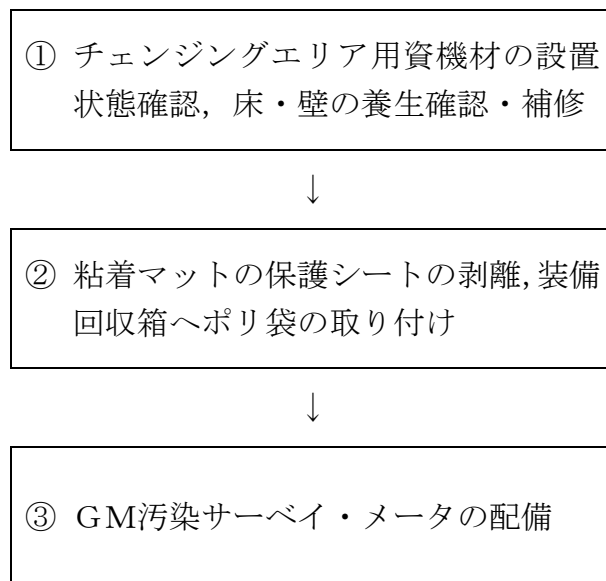 ① チェンジングエリア用資機材の設置
状態確認，床・壁の養生確認・補修
↓
② 粘着マットの保護シートの剥離，装備
回収箱へポリ袋の取り付け
↓
③ ＧＭ汚染サーベイ・メータの配備